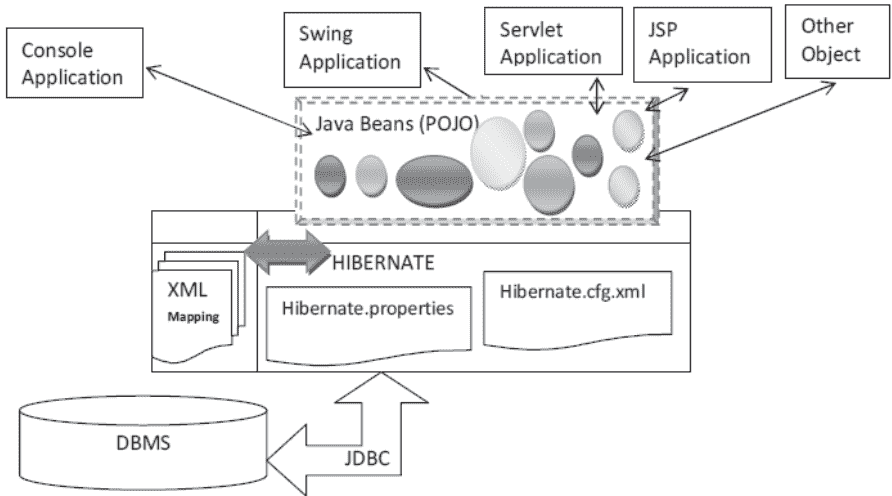 Console
Application
Swing
Application
Servlet
Application
JSP
Application
Other
Object
Java Beans (POJO)
HIBERNATE
XML
Mapping
Hibernate.properties
Hibernate.cfg.xml
DBMS
JDBC